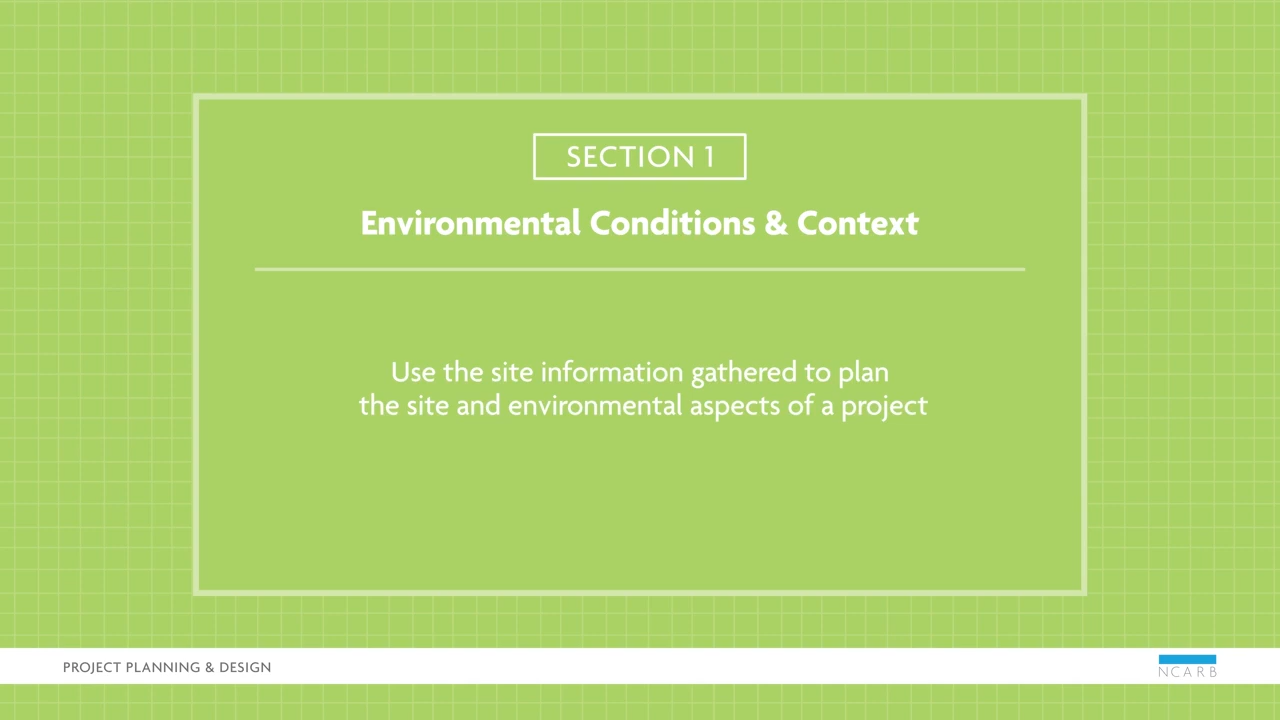 SECTION 1
Environmental Conditions & Context
Use the site information gathered to plan
the site and environmental aspects of a project
PROJECT PLANNING & DESIGN
NCARB